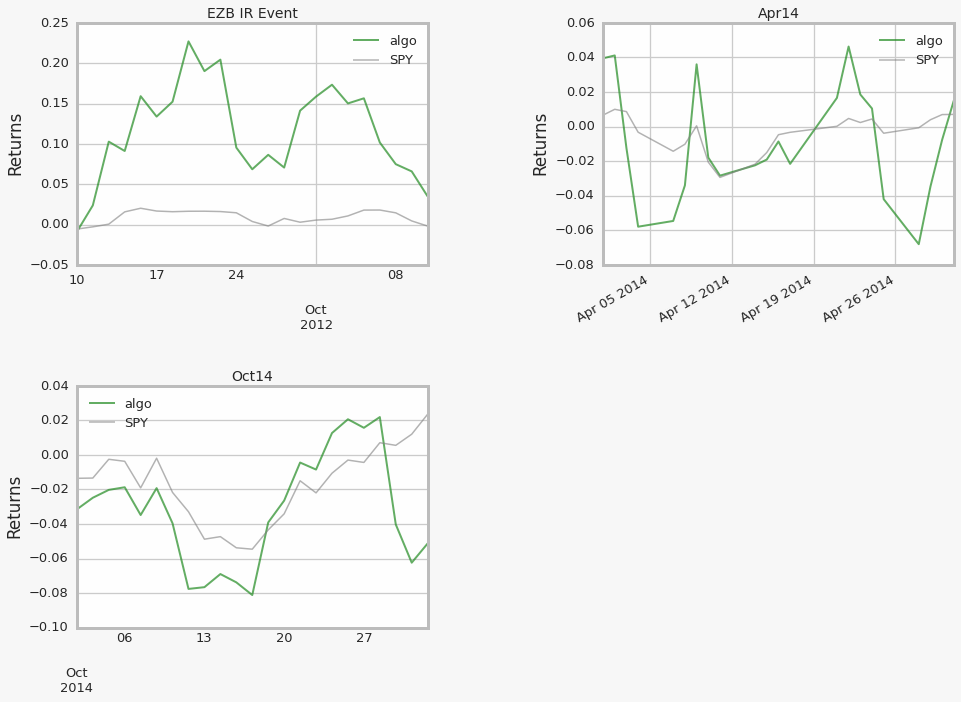 EZB IR Event
Returns
0.25
0.20
0.15
0.10
0.05
0.00
−0.05
algo
SPY
10
17
24
08
Oct
2012
Apr14
Returns
0.06
0.04
0.02
0.00
−0.02
−0.04
−0.06
−0.08
algo
SPY
Apr 05 2014
Apr 12 2014
Apr 19 2014
Apr 26 2014
Oct14
Returns
0.04
0.02
0.00
−0.02
−0.04
−0.06
−0.08
−0.10
algo
SPY
06
13
20
27
Oct
2014